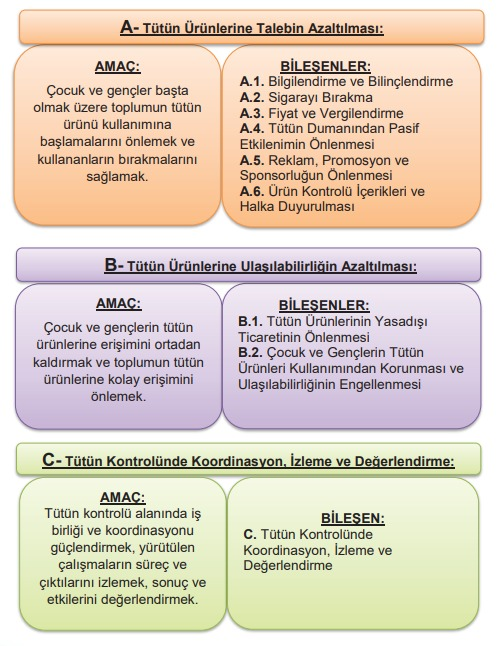 A- Tütün Ürünlerine Talebin Azaltılması:
AMAÇ:
Çocuk ve gençler başta
olmak üzere toplumun tütün
ürünü kullanımına
başlamalarını önlemek ve
kullananların bırakmalarını
sağlamak.
BİLEŞENLER:
A.1. Bilgilendirme ve Bilinçlendirme
A.2. Sigarayı Bırakma
A.3. Fiyat ve Vergilendirme
A.4. Tütün Dumanından Pasif
Etkilenimin Önlenmesi
A.5. Reklam, Promosyon ve
Sponsorluğun Önlenmesi
A.6. Ürün Kontrolü İçerikleri ve
Halka Duyurulması
B- Tütün Ürünlerine Ulaşılabilirliğin Azaltılması:
AMAÇ:
Çocuk ve gençlerin tütün
ürünlerine erişimini ortadan
kaldırmak ve toplumun tütün
ürünlerine kolay erişimini
önlemek.
BİLEŞENLER:
B.1. Tütün Ürünlerinin Yasadışı
Ticaretinin Önlenmesi
B.2. Çocuk ve Gençlerin Tütün
Ürünleri Kullanımından Korunması ve
Ulaşılabilirliğinin Engellenmesi
C- Tütün Kontrolünde Koordinasyon, İzleme ve Değerlendirme:
AMAÇ:
Tütün kontrolü alanında iş
birliği ve koordinasyonu
güçlendirmek, yürütülen
çalışmaların süreç ve
çıktılarını izlemek, sonuç ve
etkilerini değerlendirmek.
BİLEŞEN:
C. Tütün Kontrolünde
Koordinasyon, İzleme ve
Değerlendirme